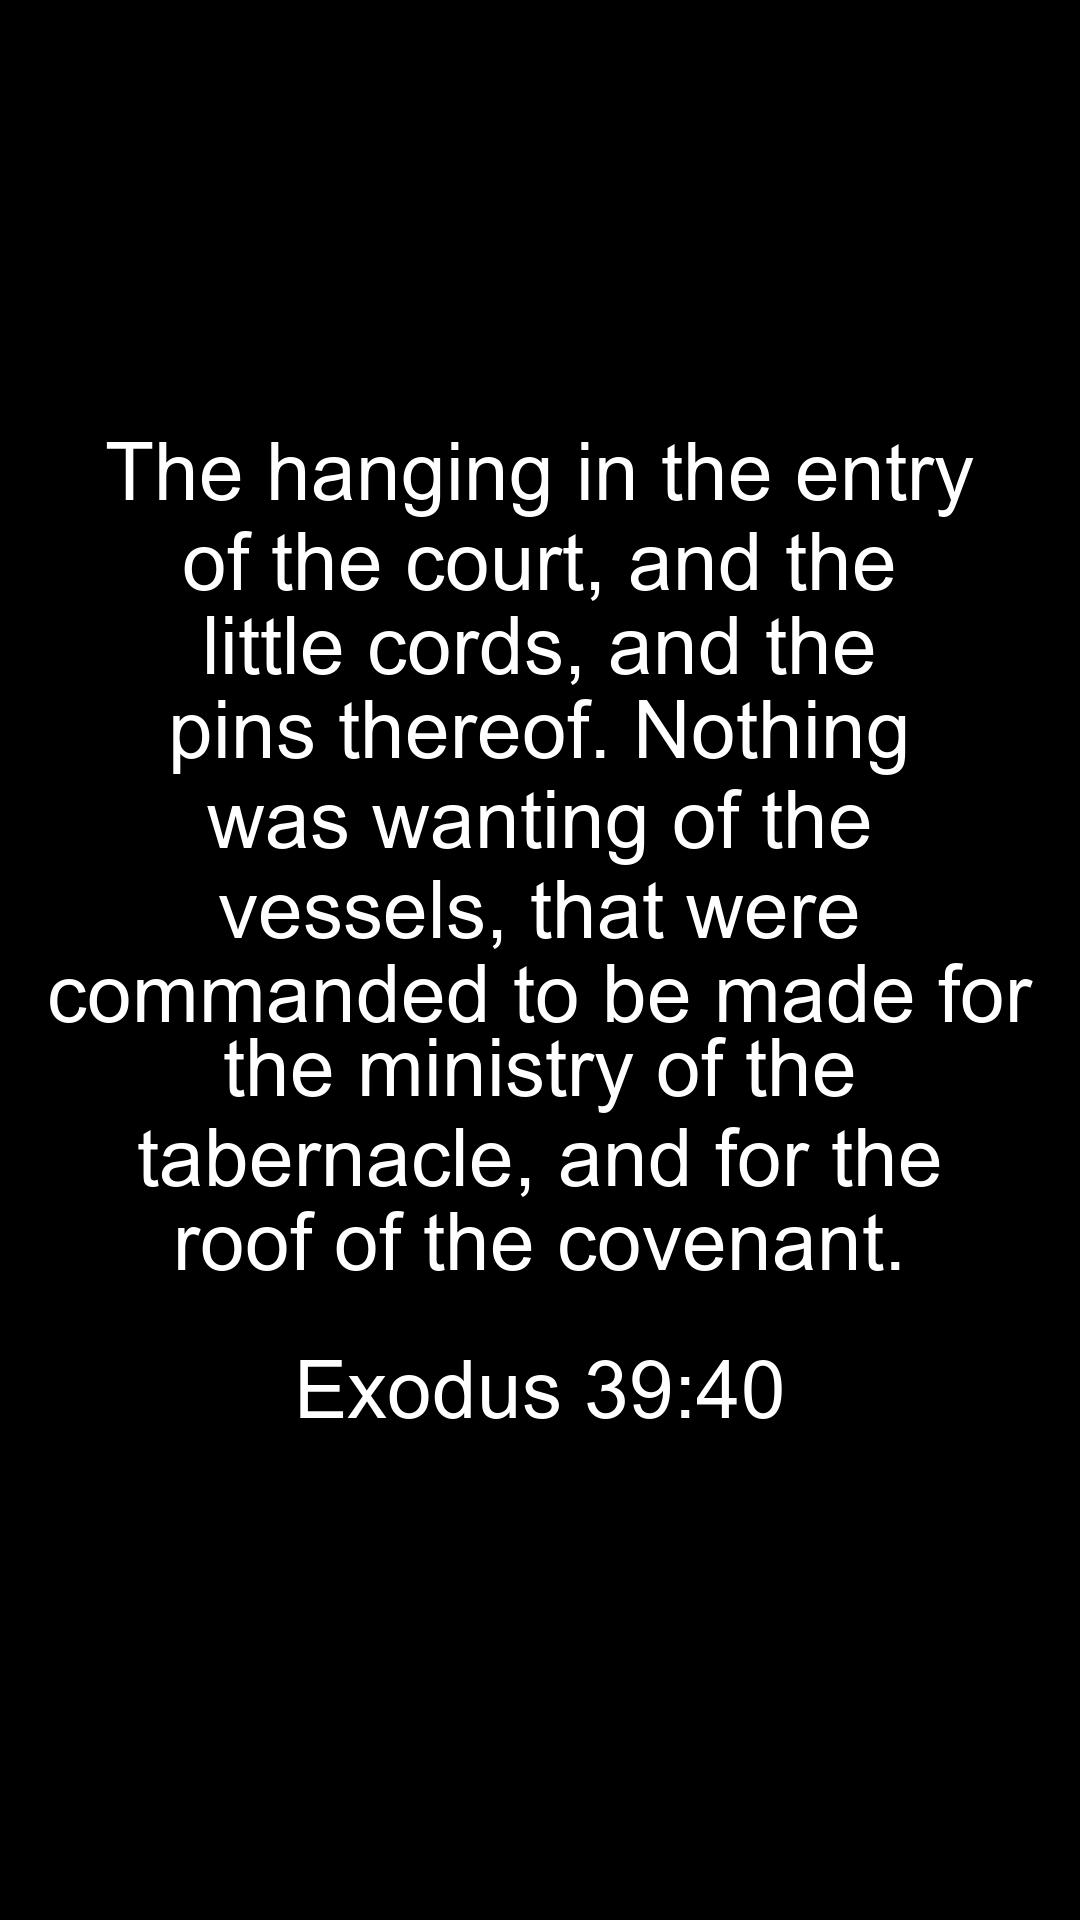 The hanging in the entry
of the court, and the
little cords, and the
pins thereof. Nothing
was wanting of the
vessels, that were
commanded to be made for
the ministry of the
tabernacle, and for the
roof of the covenant.
Exodus 39:40